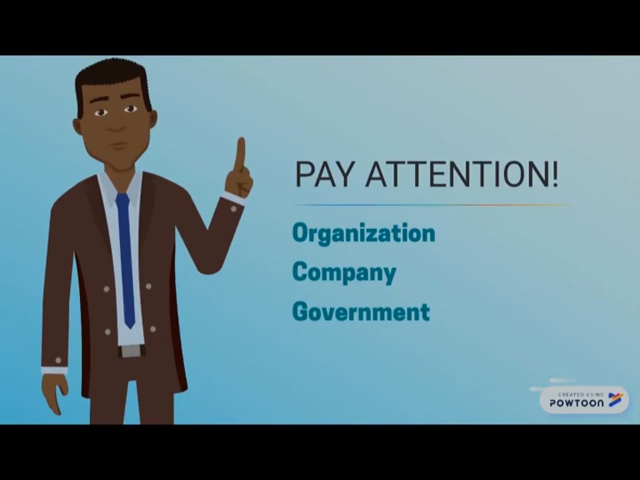 PAY ATTENTION!
Organization
Company
Government
CREATED USING
POWTOON